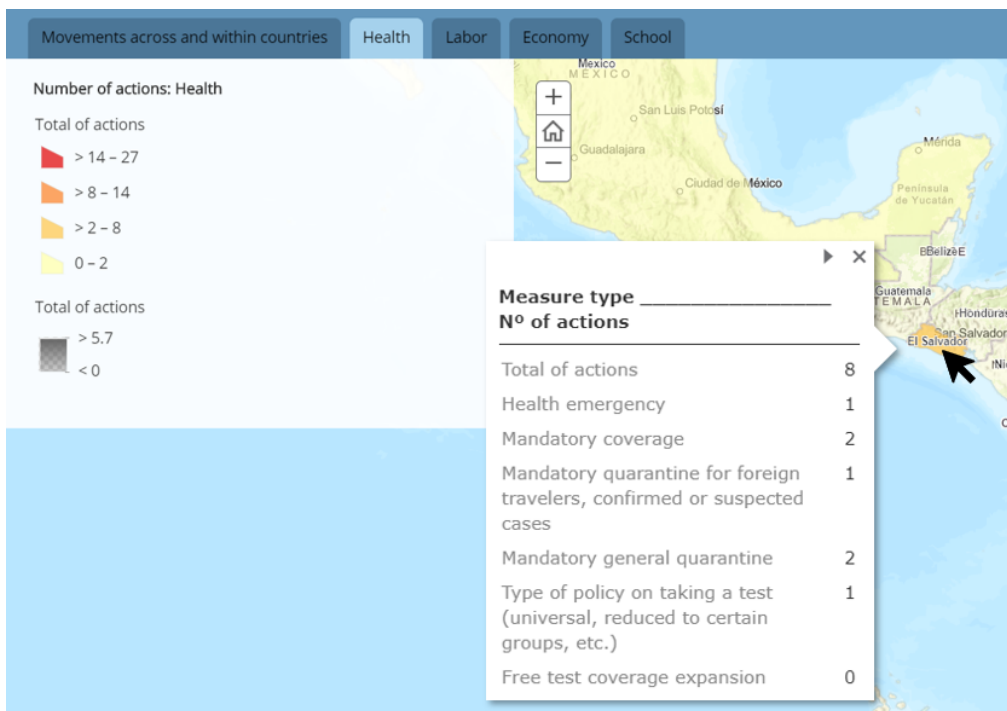 Movements across and within countries
Health
Labor
Economy
School
Number of actions: Health
Total of actions
> 14 – 27
> 8 – 14
> 2 – 8
0 – 2
Total of actions
> 5.7
< 0
+
−
Mexico
MÉXICO
San Luis Potosí
Guadalajara
Ciudad de México
Mérida
Península
de Yucatán
Guatemala
San Salvador
El Salvador
Measure type _______________
Nº of actions
Total of actions 8
Health emergency 1
Mandatory coverage 2
Mandatory quarantine for foreign 1
travelers, confirmed or suspected
cases
Mandatory general quarantine 2
Type of policy on taking a test 1
(universal, reduced to certain
groups, etc.)
Free test coverage expansion 0